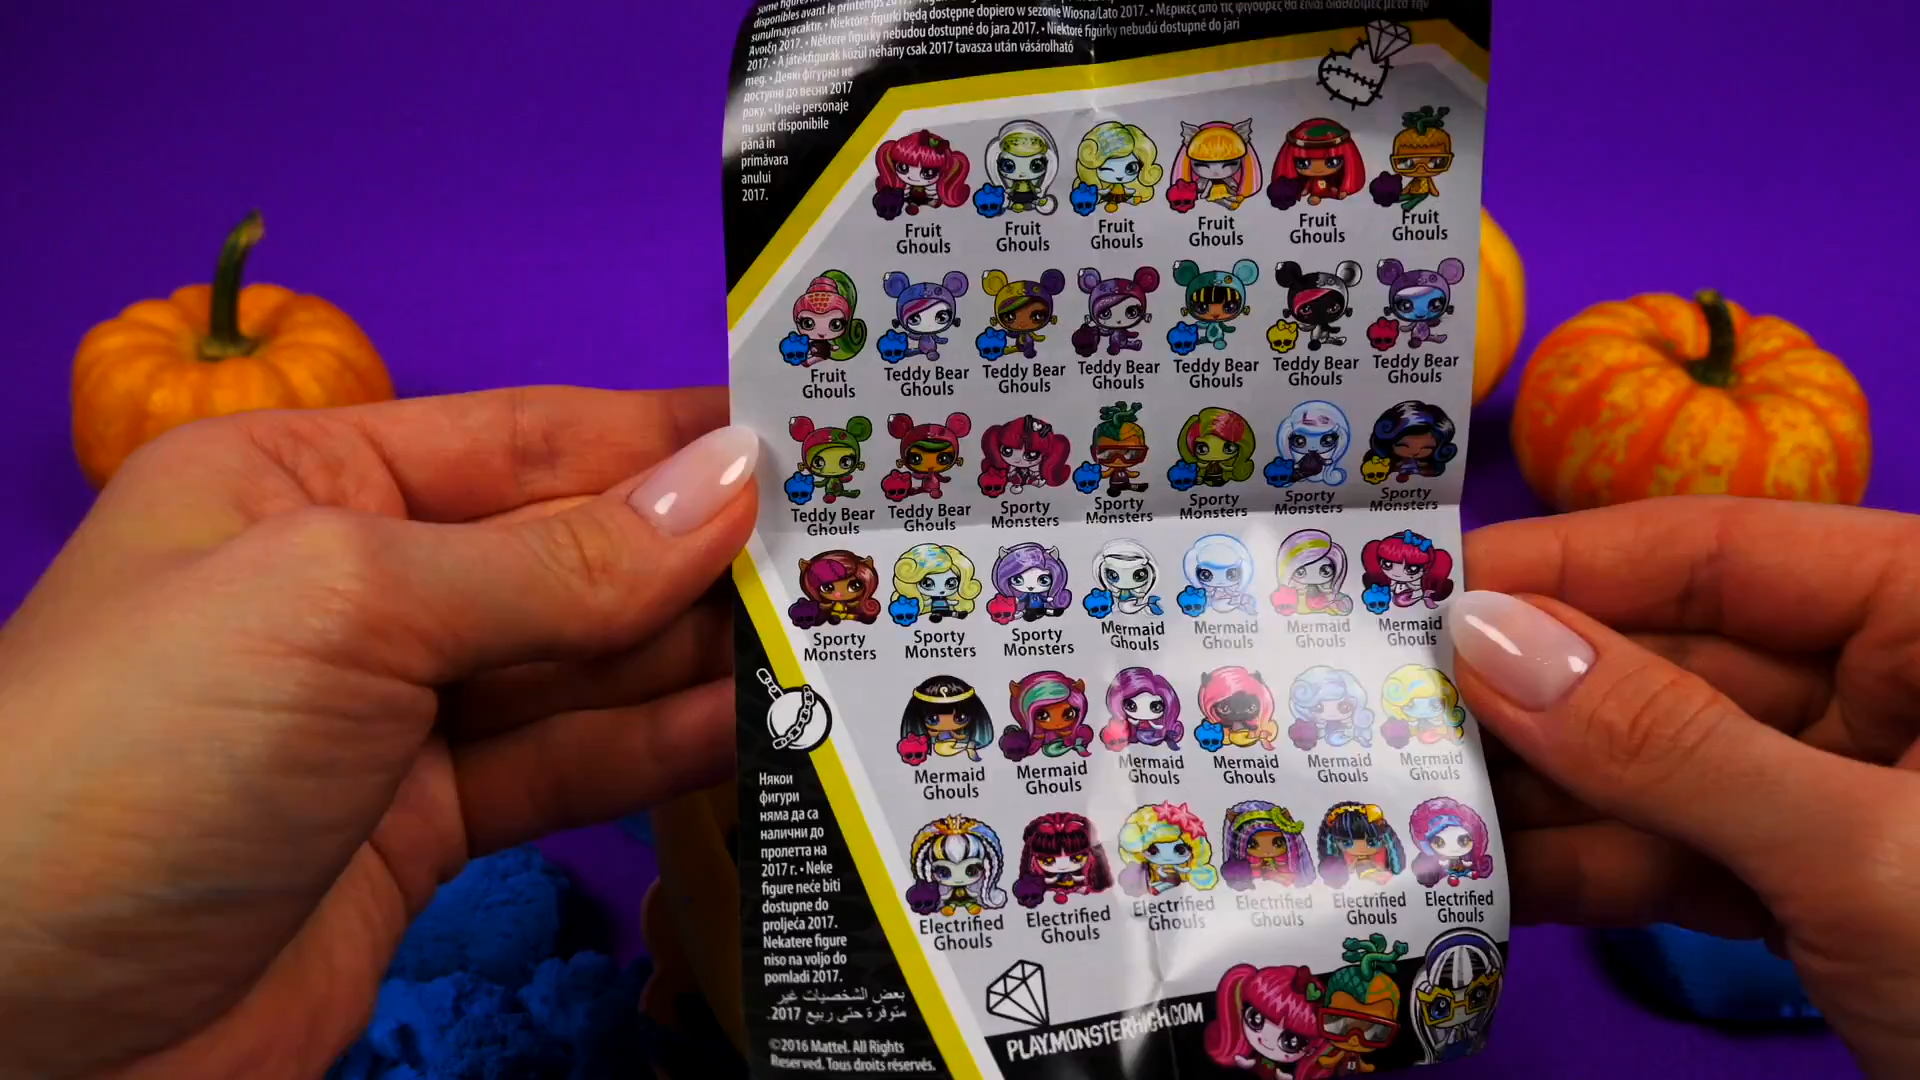 some figures
disponibles avant le printemps 2017.
sunulmayacaktır. • Niektóre figurki będą dostępne dopiero w sezonie Wiosna/Lato 2017. • Μερικες από τις φιγούρες θα είναι διαθέσιμες μετά την
Άνοιξη 2017. • Některé figurky nebudou dostupné do jara 2017. • Niektoré figúrky nebudú dostupné do jari
2017. • A játékfigurák közül néhány csak 2017 tavasza után vásárolható
meg. • Деякі фігурки не
доступні до весни 2017
року. • Unele personaje
nu sunt disponibile
până în
primăvara
anului
2017.
Fruit Ghouls
Fruit Ghouls
Fruit Ghouls
Fruit Ghouls
Fruit Ghouls
Fruit Ghouls
Fruit Ghouls
Teddy Bear Ghouls
Teddy Bear Ghouls
Teddy Bear Ghouls
Teddy Bear Ghouls
Teddy Bear Ghouls
Teddy Bear Ghouls
Teddy Bear Ghouls
Teddy Bear Ghouls
Sporty Monsters
Sporty Monsters
Sporty Monsters
Sporty Monsters
Sporty Monsters
Sporty Monsters
Sporty Monsters
Sporty Monsters
Mermaid Ghouls
Mermaid Ghouls
Mermaid Ghouls
Mermaid Ghouls
Mermaid Ghouls
Mermaid Ghouls
Mermaid Ghouls
Mermaid Ghouls
Mermaid Ghouls
Mermaid Ghouls
Electrified Ghouls
Electrified Ghouls
Electrified Ghouls
Electrified Ghouls
Electrified Ghouls
Electrified Ghouls
Някои
фигури
няма да са
налични до
пролетта на
2017 г. • Neke
figure neće biti
dostupne do
proljeća 2017.
Nekatere figure
niso na voljo do
pomladi 2017.
بعض الشخصيات غير
متوفرة حتى ربيع 2017.
©2016 Mattel. All Rights
Reserved. Tous droits réservés.
PLAY.MONSTERHIGH.COM